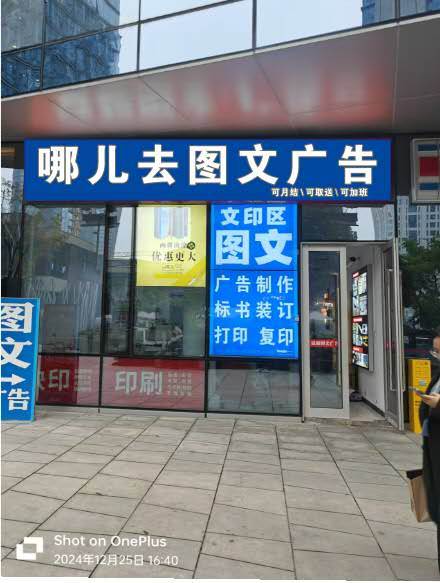 哪儿去图文广告
可月结\可取送\可加班
文印区
图文
优惠更大
广告制作
标书装订
打印 复印
图文
告
快印
印刷
Shot on OnePlus
2024年12月25日 16:40